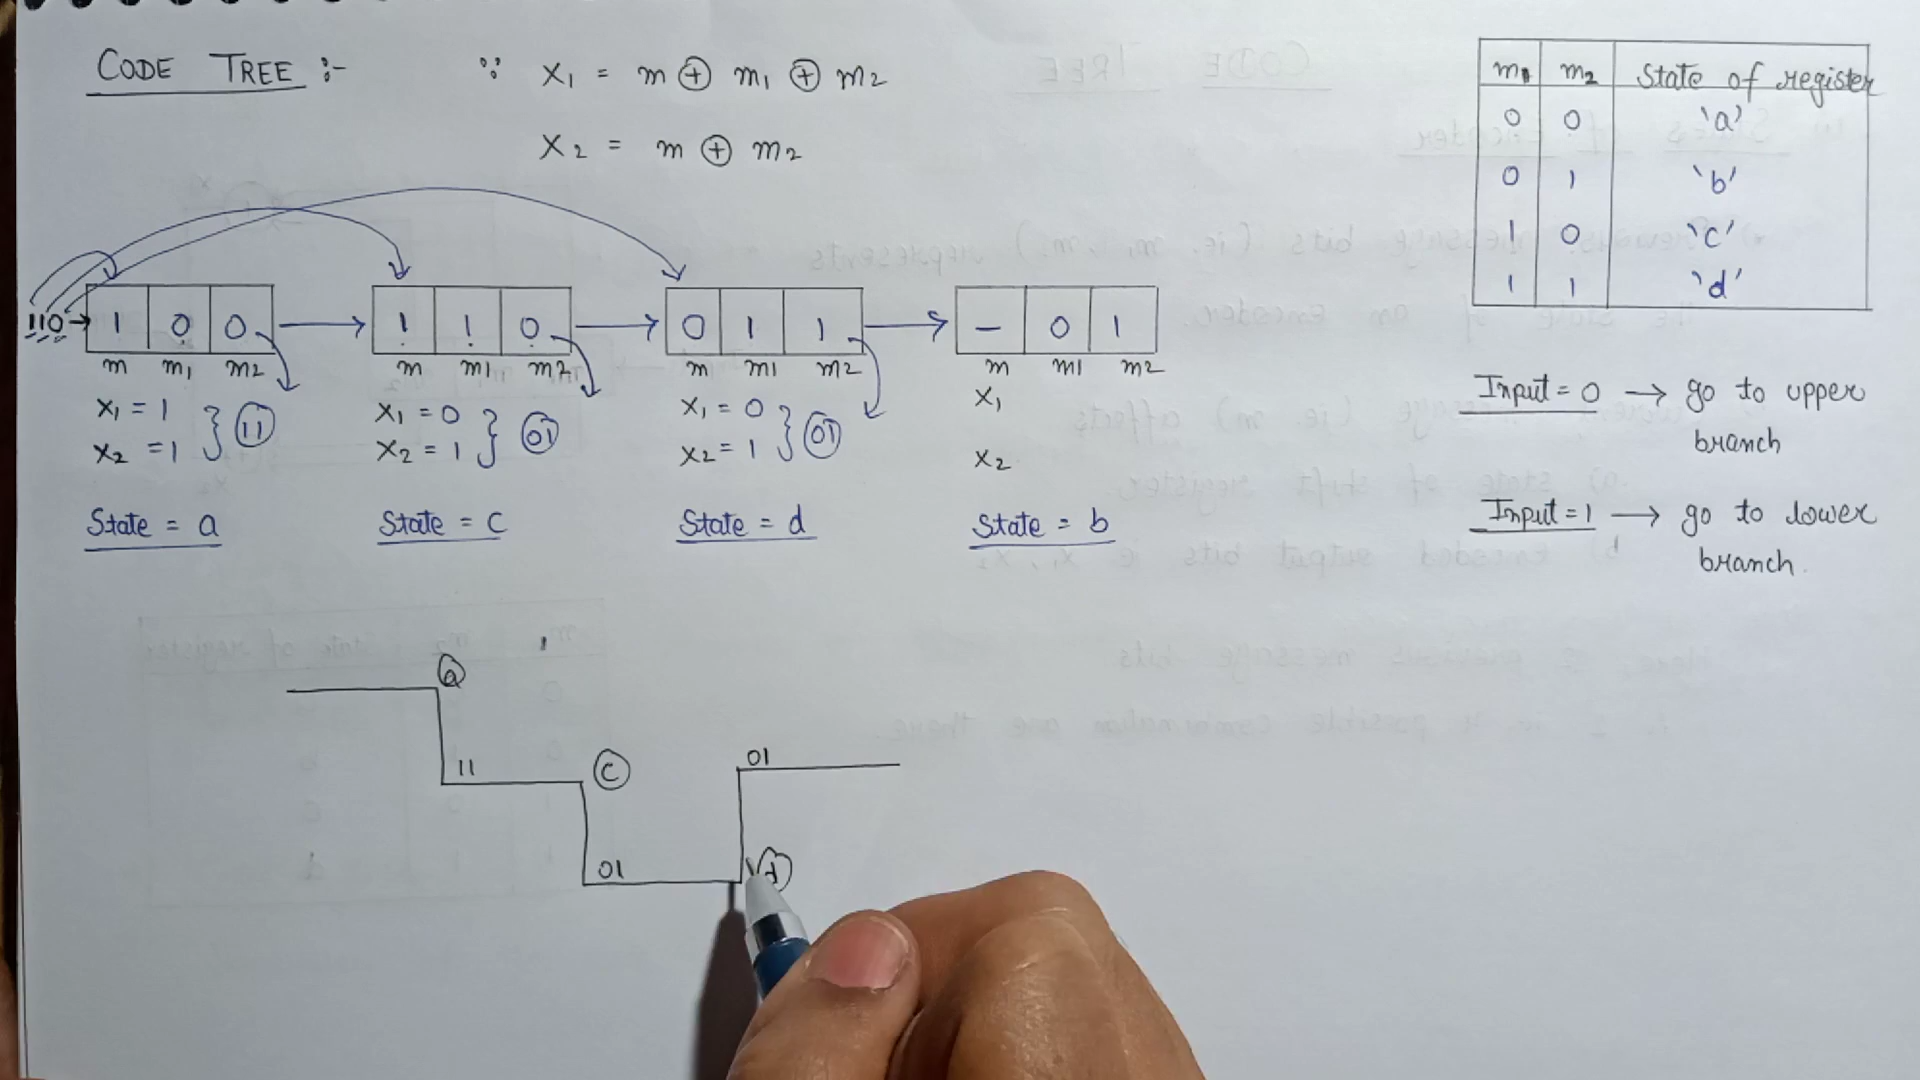 CODE TREE :-
∵ x₁ = m ⊕ m₁ ⊕ m₂
x₂ = m ⊕ m₂
m₁ m₂ State of register
0 0 'a'
0 1 'b'
1 0 'c'
1 1 'd'
110 → 1 0 0 → 1 1 0 → 0 1 1 → – 0 1
m m₁ m₂ m m₁ m₂ m m₁ m₂ m m₁ m₂
x₁ = 1
x₂ = 1 } 11
x₁ = 0
x₂ = 1 } 01
x₁ = 0
x₂ = 1 } 01
x₁
x₂
State = a
State = c
State = d
State = b
Input = 0 → go to upper
branch
Input = 1 → go to lower
branch.
a
11
c
01
01
d